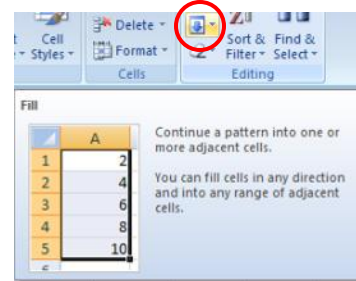 Delete
Cell
Styles
Format
Sort &
Filter
Find &
Select
Cells
Editing
Fill
A
1 2
2 4
3 6
4 8
5 10
Continue a pattern into one or
more adjacent cells.
You can fill cells in any direction
and into any range of adjacent
cells.